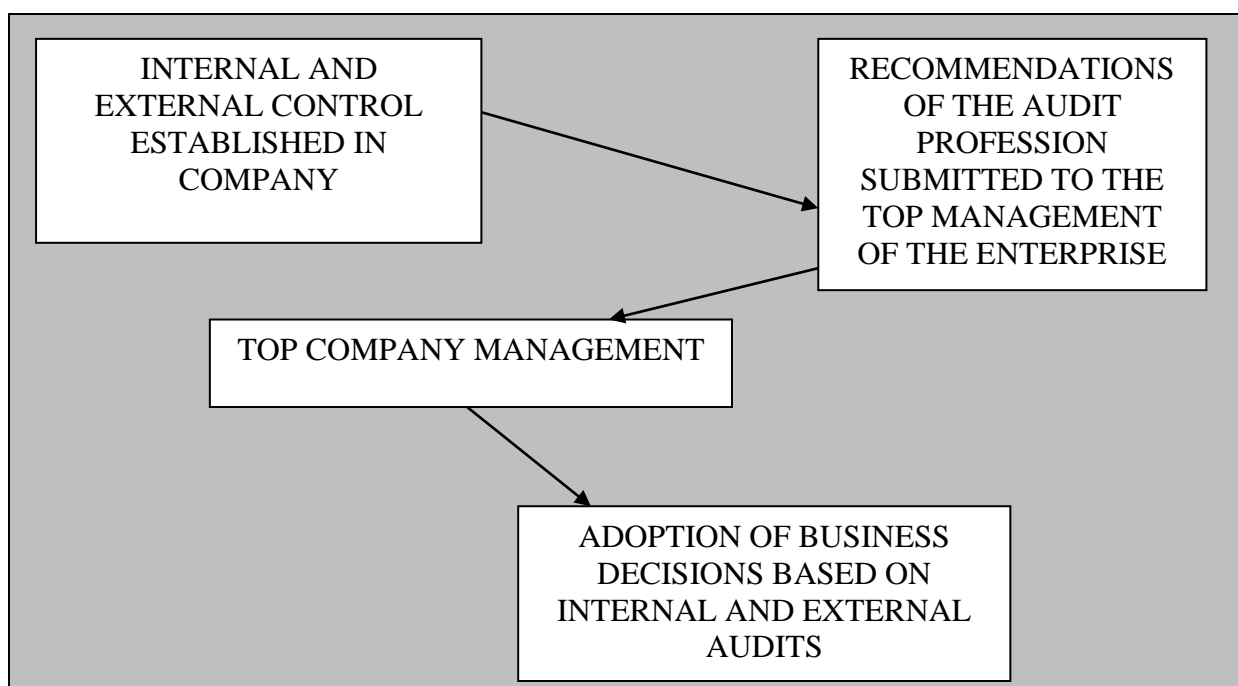 INTERNAL AND
EXTERNAL CONTROL
ESTABLISHED IN
COMPANY
RECOMMENDATIONS
OF THE AUDIT
PROFESSION
SUBMITTED TO THE
TOP MANAGEMENT
OF THE ENTERPRISE
TOP COMPANY MANAGEMENT
ADOPTION OF BUSINESS
DECISIONS BASED ON
INTERNAL AND EXTERNAL
AUDITS